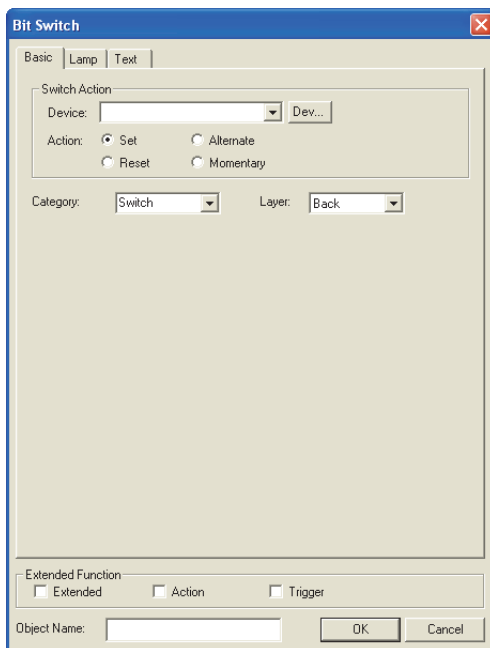 Bit Switch
Basic Lamp Text
Switch Action
Device: Dev...
Action: Set Alternate
Reset Momentary
Category: Switch Layer: Back
Extended Function
Extended Action Trigger
Object Name: OK Cancel